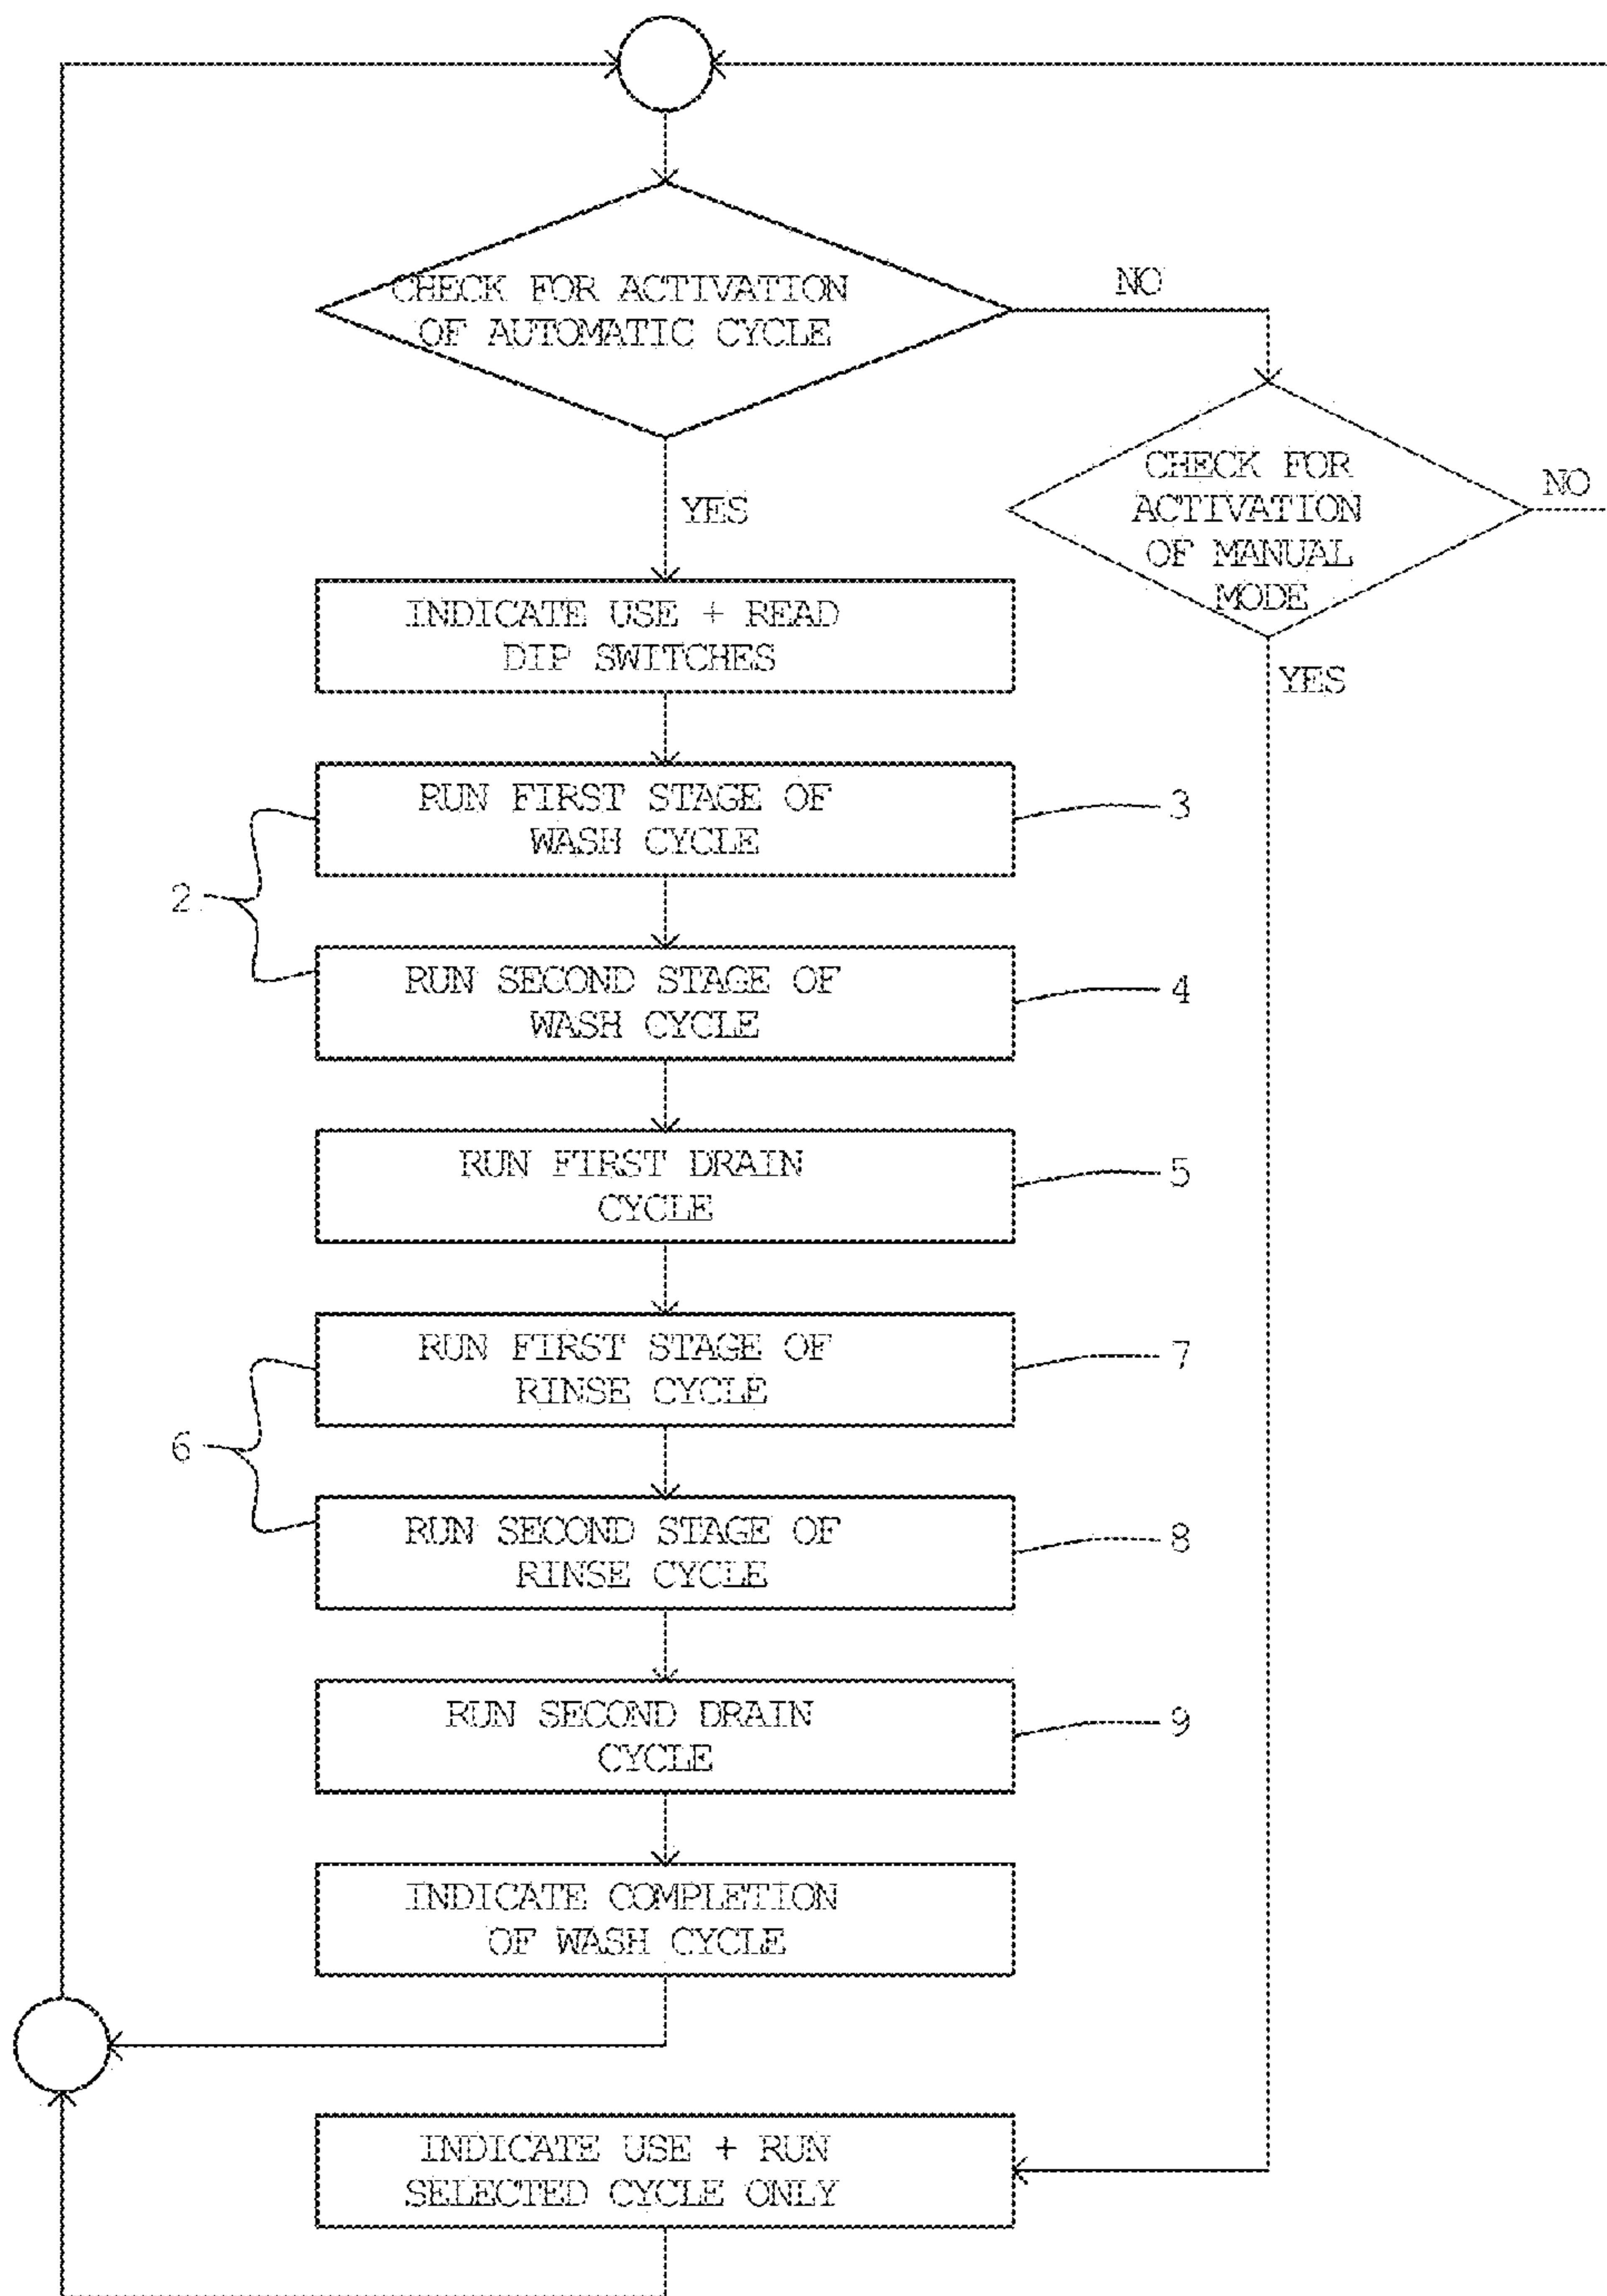 CHECK FOR ACTIVATION
OF AUTOMATIC CYCLE
NO
CHECK FOR
ACTIVATION
OF MANUAL
MODE
NO
YES
YES
INDICATE USE + READ
DIP SWITCHES
RUN FIRST STAGE OF
WASH CYCLE
3
2
RUN SECOND STAGE OF
WASH CYCLE
4
RUN FIRST DRAIN
CYCLE
5
RUN FIRST STAGE OF
RINSE CYCLE
7
6
RUN SECOND STAGE OF
RINSE CYCLE
8
RUN SECOND DRAIN
CYCLE
9
INDICATE COMPLETION
OF WASH CYCLE
INDICATE USE + RUN
SELECTED CYCLE ONLY